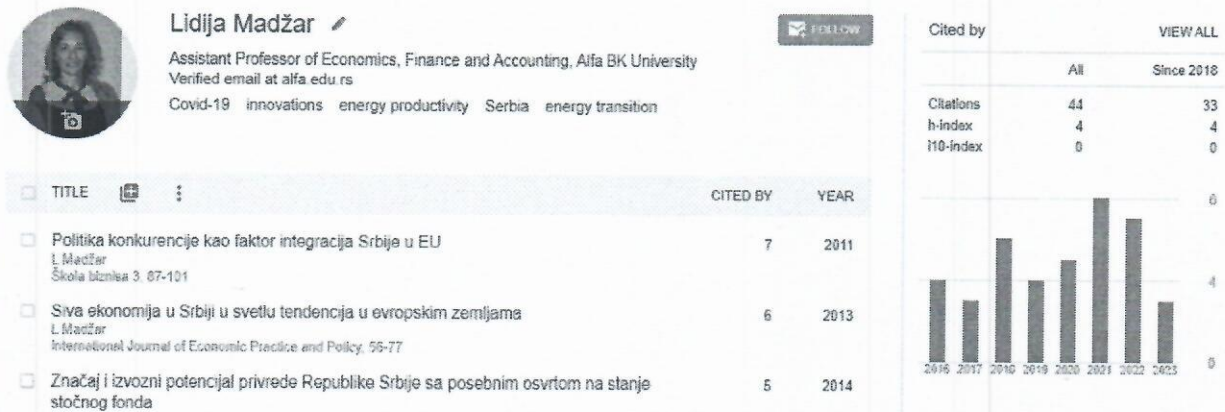 Lidija Madžar
FOLLOW
Assistant Professor of Economics, Finance and Accounting, Alfa BK University
Verified email at alfa.edu.rs
Covid-19 innovations energy productivity Serbia energy transition
TITLE
CITED BY YEAR
Politika konkurencije kao faktor integracija Srbije u EU 7 2011
L Madžar
Škola biznisa 3, 87-101
Siva ekonomija u Srbiji u svetlu tendencija u evropskim zemljama 6 2013
L Madžar
International Journal of Economic Practice and Policy, 56-77
Značaj i izvozni potencijal privrede Republike Srbije sa posebnim osvrtom na stanje 5 2014
stočnog fonda
Cited by VIEW ALL
All Since 2018
Citations 44 33
h-index 4 4
i10-index 0 0
4
0
2016 2017 2018 2019 2020 2021 2022 2023